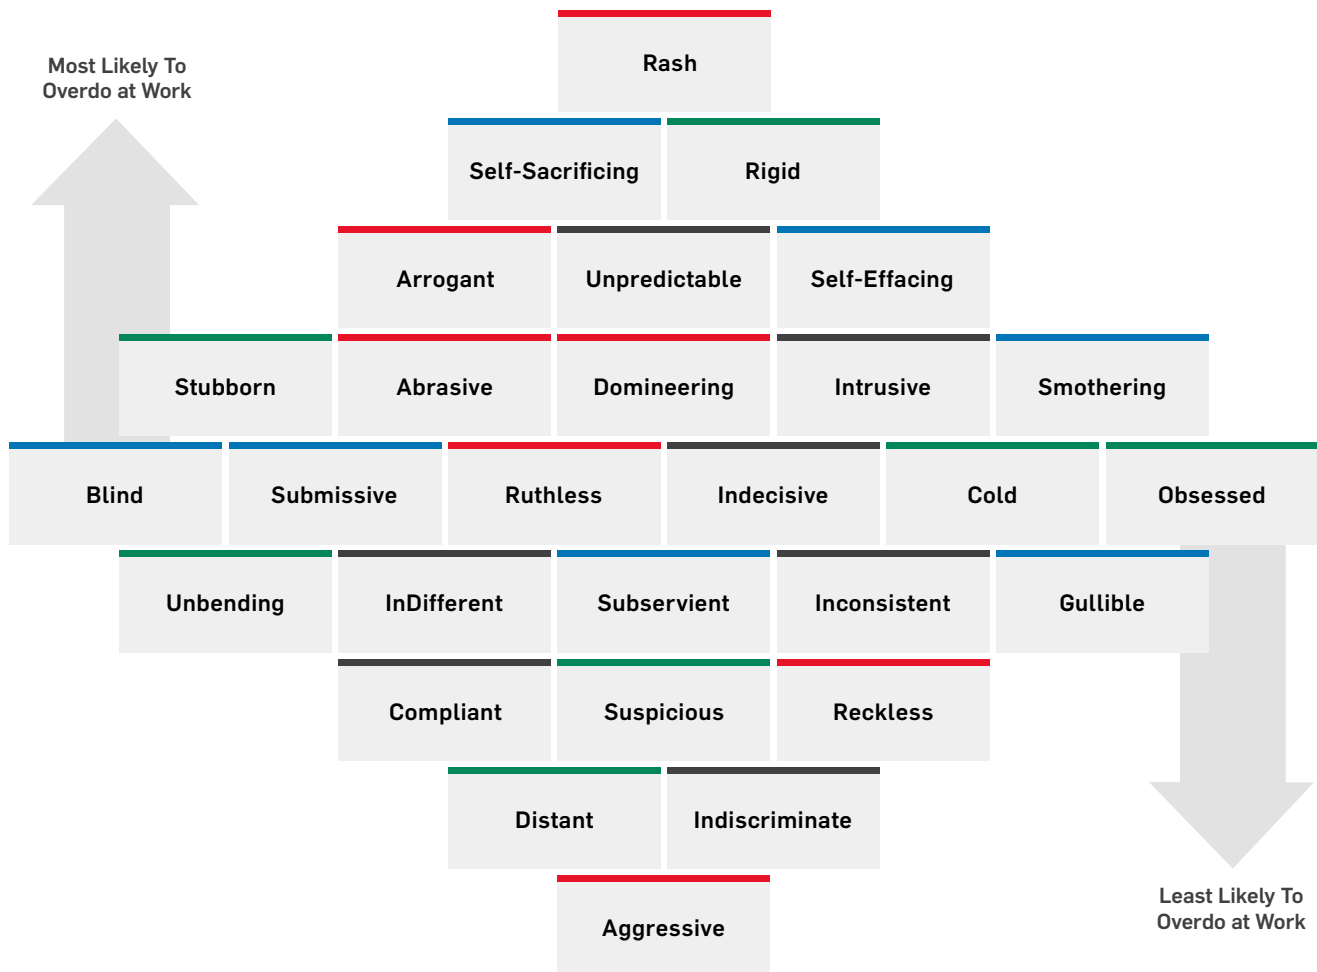 Most Likely To
Overdo at Work
Rash
Self-Sacrificing
Rigid
Arrogant
Unpredictable
Self-Effacing
Stubborn
Abrasive
Domineering
Intrusive
Smothering
Blind
Submissive
Ruthless
Indecisive
Cold
Obsessed
Unbending
InDifferent
Subservient
Inconsistent
Gullible
Compliant
Suspicious
Reckless
Distant
Indiscriminate
Aggressive
Least Likely To
Overdo at Work